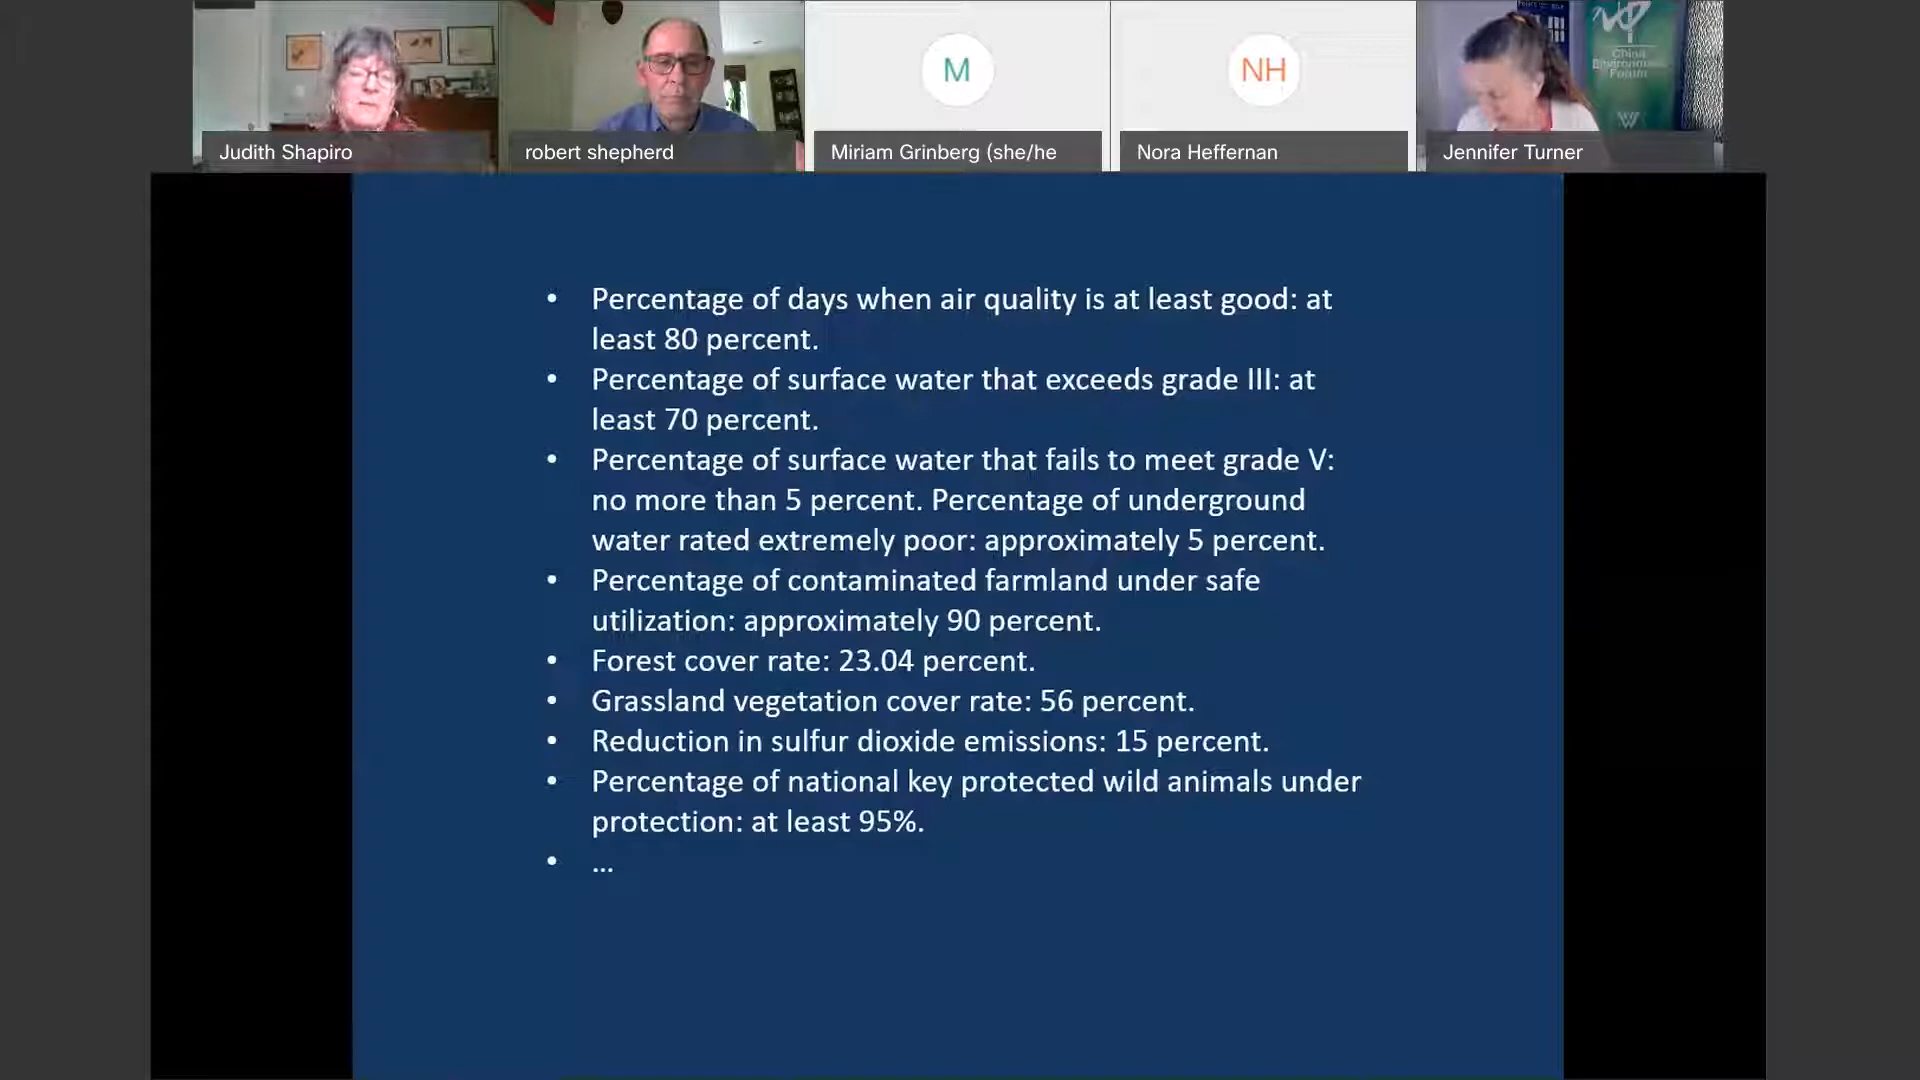 China
Environment
Forum
Judith Shapiro
robert shepherd
M
Miriam Grinberg (she/he
NH
Nora Heffernan
Jennifer Turner
• Percentage of days when air quality is at least good: at
least 80 percent.
• Percentage of surface water that exceeds grade III: at
least 70 percent.
• Percentage of surface water that fails to meet grade V:
no more than 5 percent. Percentage of underground
water rated extremely poor: approximately 5 percent.
• Percentage of contaminated farmland under safe
utilization: approximately 90 percent.
• Forest cover rate: 23.04 percent.
• Grassland vegetation cover rate: 56 percent.
• Reduction in sulfur dioxide emissions: 15 percent.
• Percentage of national key protected wild animals under
protection: at least 95%.
• ...